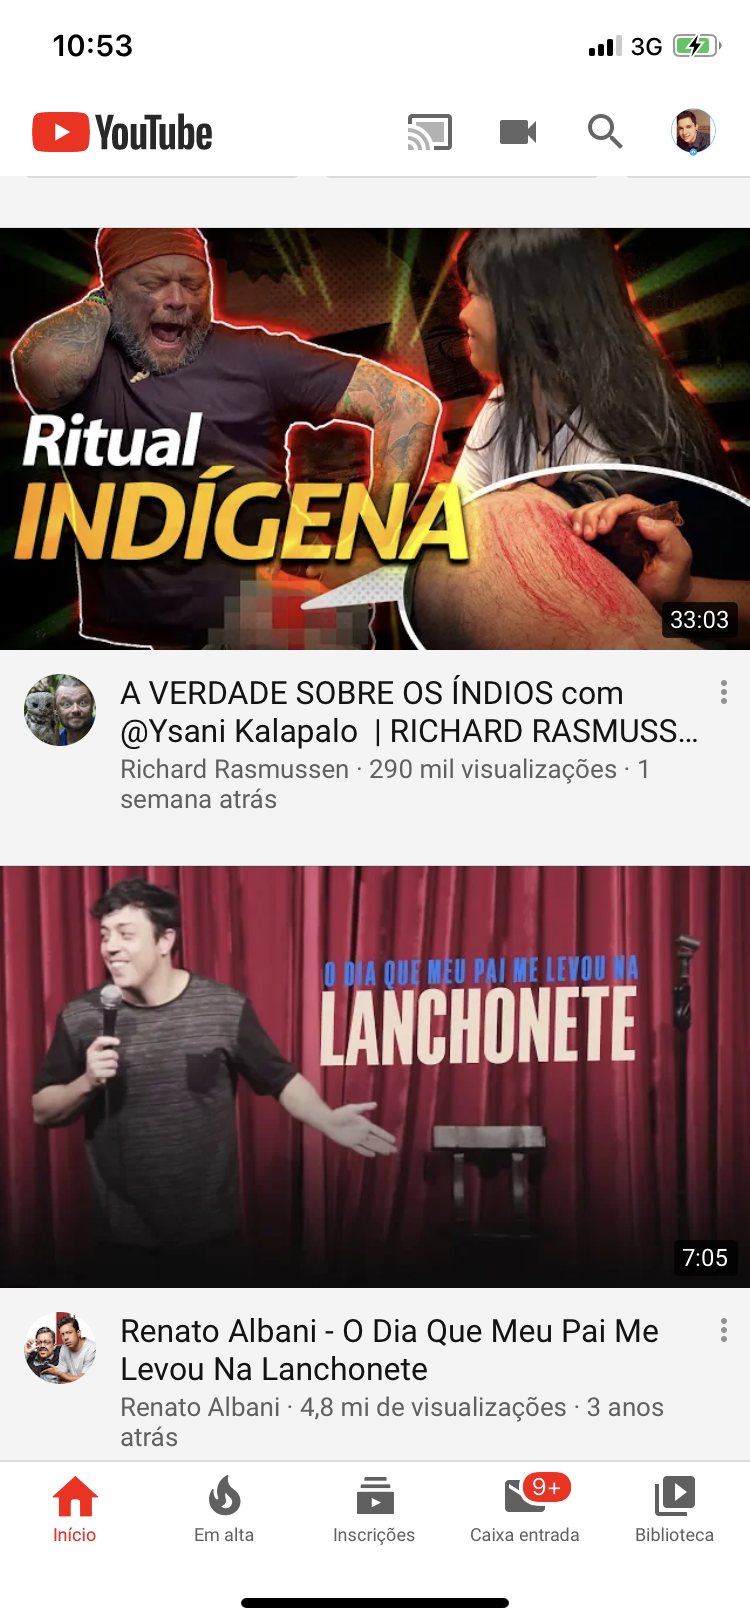 10:53
3G
YouTube
Ritual
INDÍGENA
33:03
A VERDADE SOBRE OS ÍNDIOS com
@Ysani Kalapalo | RICHARD RASMUSS...
Richard Rasmussen · 290 mil visualizações · 1
semana atrás
O DIA QUE MEU PAI ME LEVOU NA
LANCHONETE
7:05
Renato Albani - O Dia Que Meu Pai Me
Levou Na Lanchonete
Renato Albani · 4,8 mi de visualizações · 3 anos
atrás
9+
Início
Em alta
Inscrições
Caixa entrada
Biblioteca